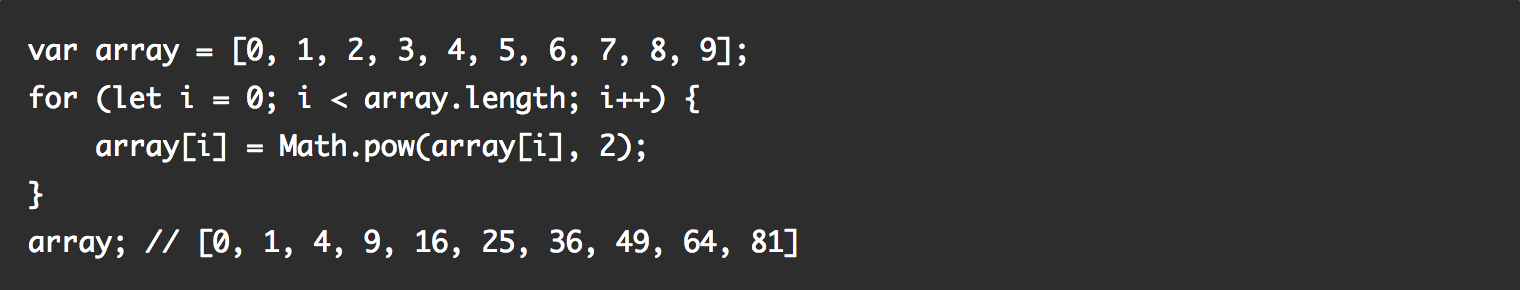 var array = [0, 1, 2, 3, 4, 5, 6, 7, 8, 9];
for (let i = 0; i < array.length; i++) {
    array[i] = Math.pow(array[i], 2);
}
array; // [0, 1, 4, 9, 16, 25, 36, 49, 64, 81]